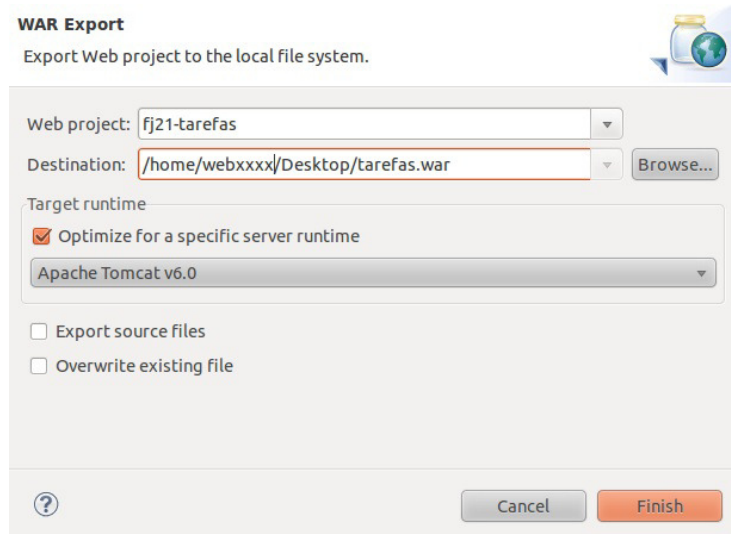 WAR Export
Export Web project to the local file system.
Web project: fj21-tarefas
Destination: /home/webxxxx/Desktop/tarefas.war Browse...
Target runtime
Optimize for a specific server runtime
Apache Tomcat v6.0
Export source files
Overwrite existing file
? Cancel Finish